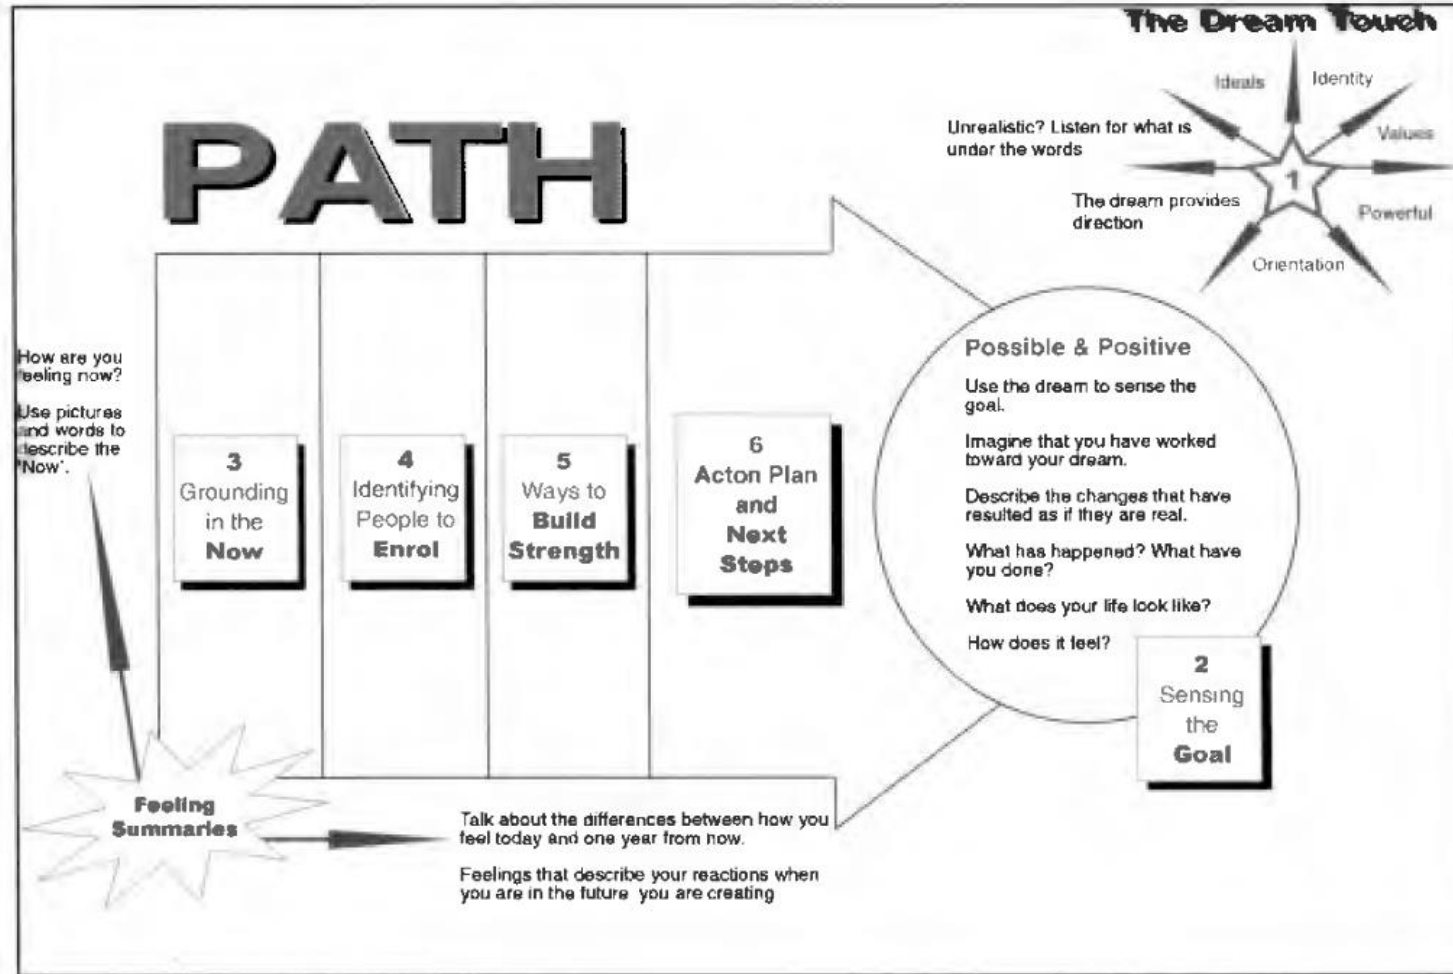 The Dream Touch
Ideals
Identity
Values
Powerful
Orientation
1
Unrealistic? Listen for what is
under the words
The dream provides
direction
PATH
How are you
feeling now?
Use pictures
and words to
describe the
'Now'.
3
Grounding
in the
Now
4
Identifying
People to
Enrol
5
Ways to
Build
Strength
6
Acton Plan
and
Next
Steps
Possible & Positive
Use the dream to sense the
goal.
Imagine that you have worked
toward your dream.
Describe the changes that have
resulted as if they are real.
What has happened? What have
you done?
What does your life look like?
How does it feel?
2
Sensing
the
Goal
Feeling
Summaries
Talk about the differences between how you
feel today and one year from now.
Feelings that describe your reactions when
you are in the future you are creating